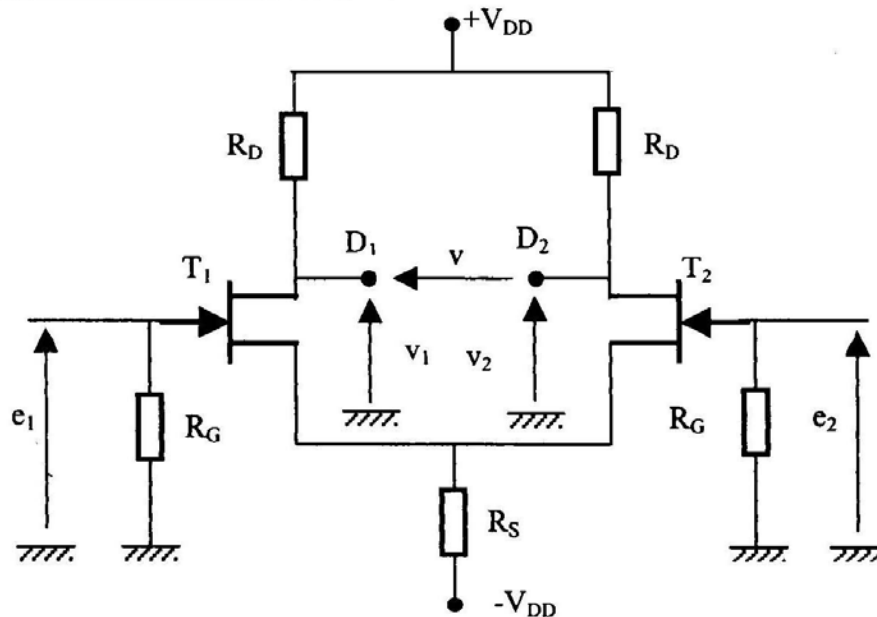 +V_DD
R_D R_D
D_1 v D_2
T_1 T_2
v_1 v_2
e_1 R_G R_G e_2
R_S
-V_DD